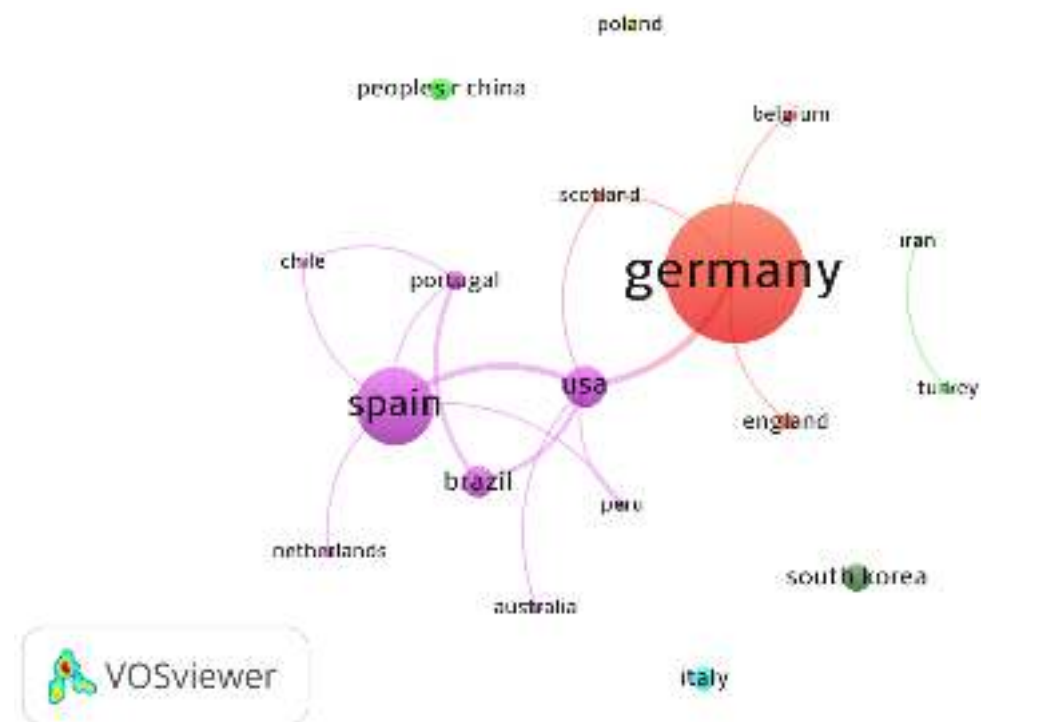 poland
peoples r china
belgium
scotland
iran
germany
chile
portugal
usa
turkey
spain
england
brazil
peru
netherlands
south korea
australia
VOSviewer
italy